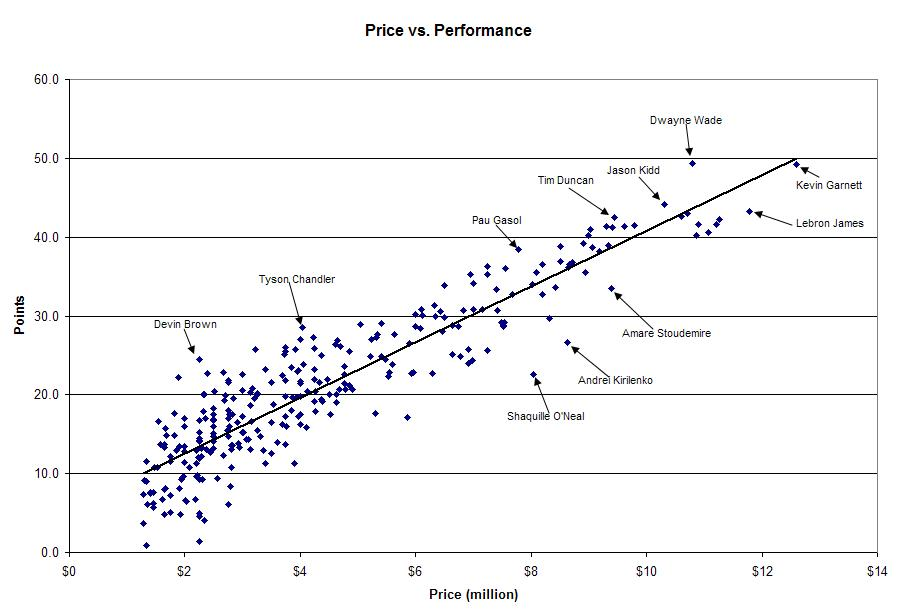 Price vs. Performance
60.0
50.0
40.0
30.0
20.0
10.0
0.0
Points
Dwayne Wade
Jason Kidd
Tim Duncan
Kevin Garnett
Pau Gasol
Lebron James
Tyson Chandler
Devin Brown
Amare Stoudemire
Andrei Kirilenko
Shaquille O'Neal
$0 $2 $4 $6 $8 $10 $12 $14
Price (million)